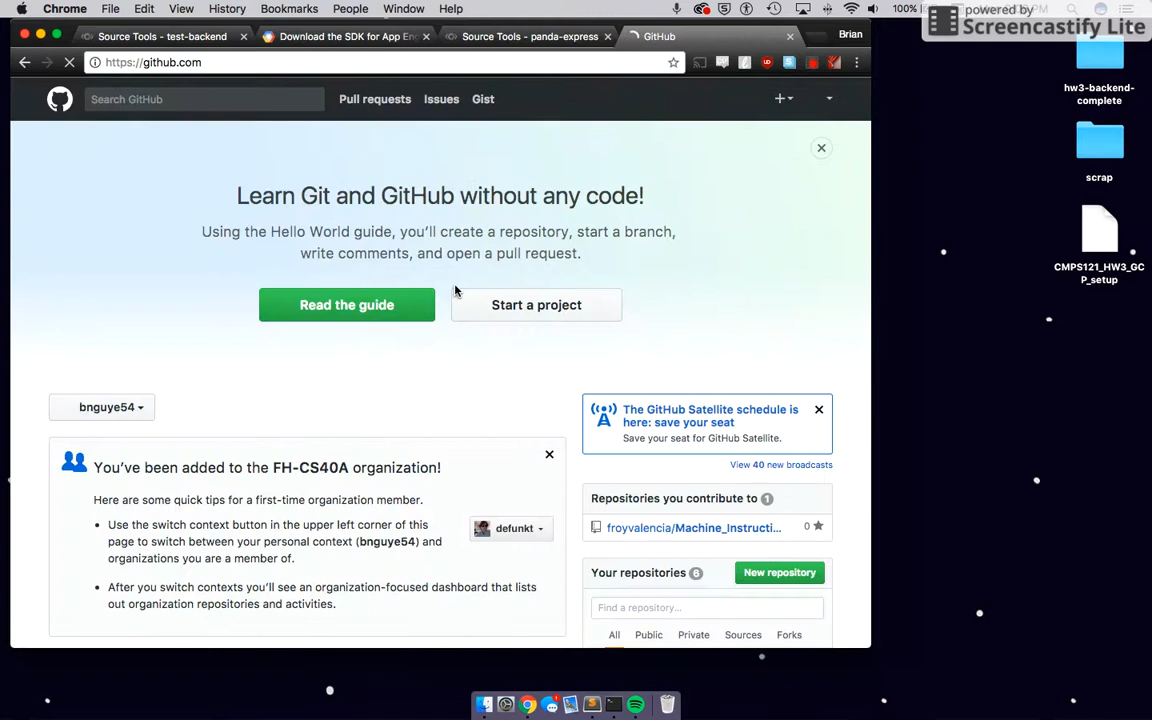 Chrome File Edit View History Bookmarks People Window Help 100%
powered by
Screencastify Lite
Source Tools - test-backend
Download the SDK for App En
Source Tools - panda-express
GitHub
Brian
https://github.com
Search GitHub
Pull requests Issues Gist
Learn Git and GitHub without any code!
Using the Hello World guide, you’ll create a repository, start a branch,
write comments, and open a pull request.
Read the guide
Start a project
bnguye54
You’ve been added to the FH-CS40A organization!
Here are some quick tips for a first-time organization member.
• Use the switch context button in the upper left corner of this
page to switch between your personal context (bnguye54) and
organizations you are a member of.
defunkt
• After you switch contexts you’ll see an organization-focused dashboard that lists
out organization repositories and activities.
The GitHub Satellite schedule is
here: save your seat
Save your seat for GitHub Satellite.
View 40 new broadcasts
Repositories you contribute to 1
froyvalencia/Machine_Instructi... 0
Your repositories 6
New repository
Find a repository...
All Public Private Sources Forks
hw3-backend-
complete
scrap
CMPS121_HW3_GC
P_setup